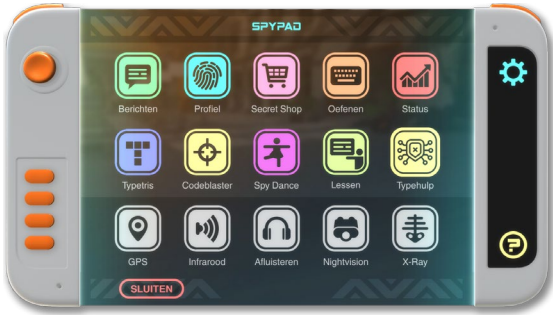 SPYPAD
Berichten Profiel Secret Shop Oefenen Status
Typetris Codeblaster Spy Dance Lessen Typehulp
GPS Infrarood Afluisteren Nightvision X-Ray
SLUITEN
?